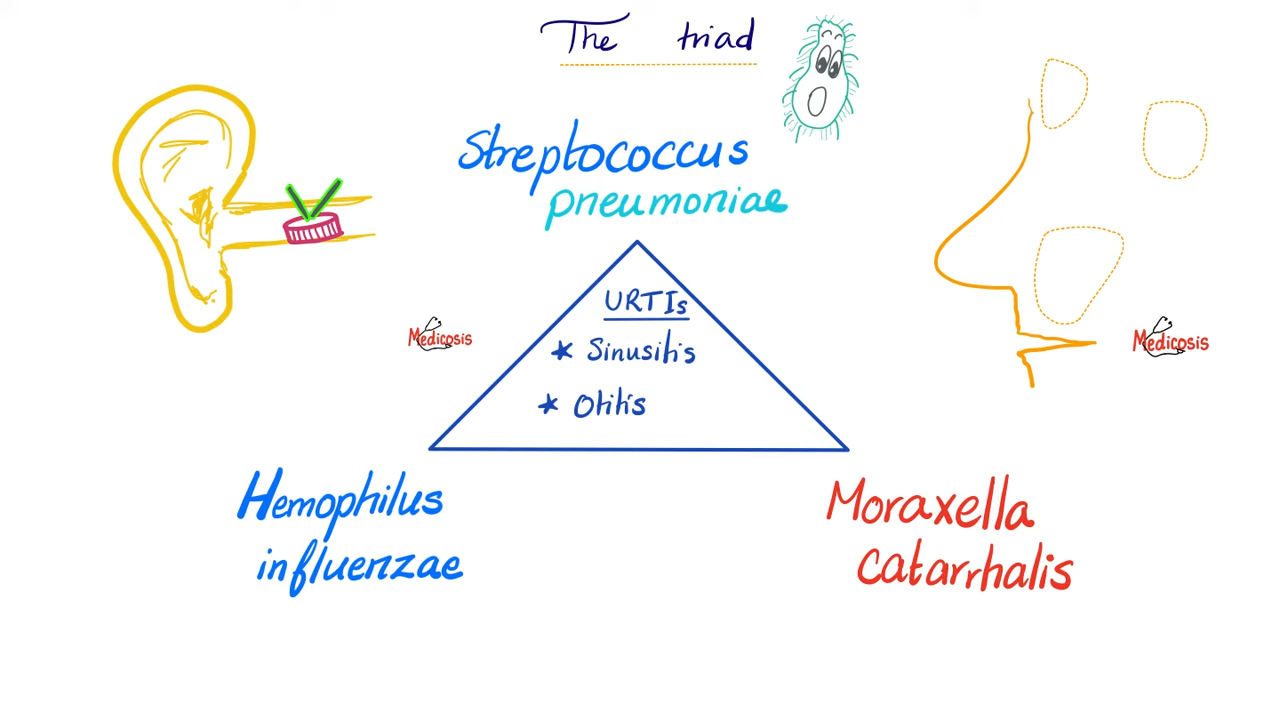 The triad
Streptococcus
pneumoniae
URTIs
Medicosis
Medicosis
★ Sinusitis
★ Otitis
Hemophilus
influenzae
Moraxella
catarrhalis